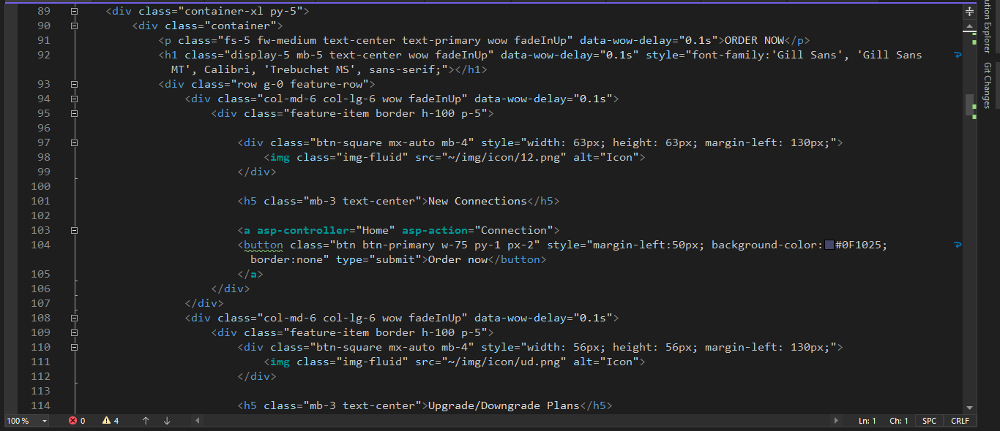 89 <div class="container-xl py-5">
90 <div class="container">
91 <p class="fs-5 fw-medium text-center text-primary wow fadeInUp" data-wow-delay="0.1s">ORDER NOW</p>
92 <h1 class="display-5 mb-5 text-center wow fadeInUp" data-wow-delay="0.1s" style="font-family:'Gill Sans', 'Gill Sans
MT', Calibri, 'Trebuchet MS', sans-serif;"></h1>
93 <div class="row g-0 feature-row">
94 <div class="col-md-6 col-lg-6 wow fadeInUp" data-wow-delay="0.1s">
95 <div class="feature-item border h-100 p-5">
96
97 <div class="btn-square mx-auto mb-4" style="width: 63px; height: 63px; margin-left: 130px;">
98 <img class="img-fluid" src="~/img/icon/12.png" alt="Icon">
99 </div>
100
101 <h5 class="mb-3 text-center">New Connections</h5>
102
103 <a asp-controller="Home" asp-action="Connection">
104 <button class="btn btn-primary w-75 py-1 px-2" style="margin-left:50px; background-color:#0F1025;
border:none" type="submit">Order now</button>
105 </a>
106 </div>
107 </div>
108 <div class="col-md-6 col-lg-6 wow fadeInUp" data-wow-delay="0.1s">
109 <div class="feature-item border h-100 p-5">
110 <div class="btn-square mx-auto mb-4" style="width: 56px; height: 56px; margin-left: 130px;">
111 <img class="img-fluid" src="~/img/icon/ud.png" alt="Icon">
112 </div>
113
114 <h5 class="mb-3 text-center">Upgrade/Downgrade Plans</h5>
100 % 0 4 Ln: 1 Ch: 1 SPC CRLF
ution Explorer
Git Changes